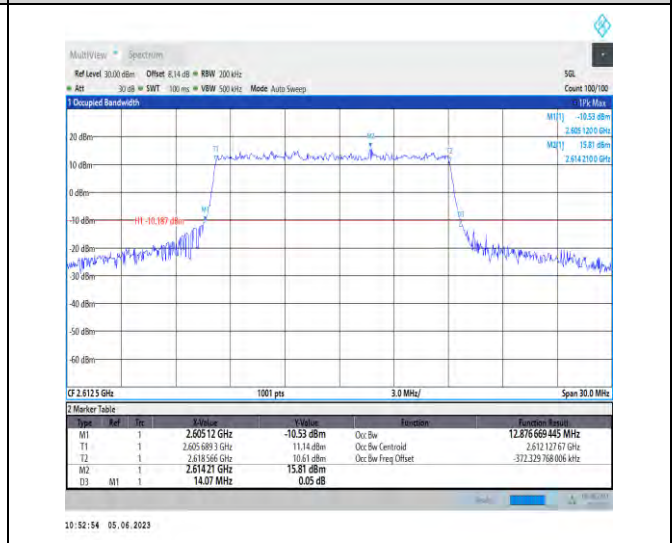 MultiView Spectrum
Ref Level 30.00 dBm Offset 8.14 dB RBW 200 kHz SGL
Att 30 dB SWT 100 ms VBW 500 kHz Mode Auto Sweep Count 100/100
1 Occupied Bandwidth 1Pk Max
M1[1] -10.53 dBm
2.605 1200 GHz
M2[1] 15.81 dBm
2.614 2100 GHz
20 dBm
T1 M2 T2
10 dBm
0 dBm
M1 D3
-10 dBm H1 -10.187 dBm
-20 dBm
-30 dBm
-40 dBm
-50 dBm
-60 dBm
CF 2.612 5 GHz 1001 pts 3.0 MHz/ Span 30.0 MHz
2 Marker Table
Type Ref Trc X-Value Y-Value Function Function Result
M1 1 2.605 12 GHz -10.53 dBm Occ Bw 12.876 669 445 MHz
T1 1 2.605 689 3 GHz 11.14 dBm Occ Bw Centroid 2.612 127 67 GHz
T2 1 2.618 566 GHz 10.61 dBm Occ Bw Freq Offset -372.329 768 006 kHz
M2 1 2.614 21 GHz 15.81 dBm
D3 M1 1 14.07 MHz 0.05 dB
10:52:54 05.06.2023